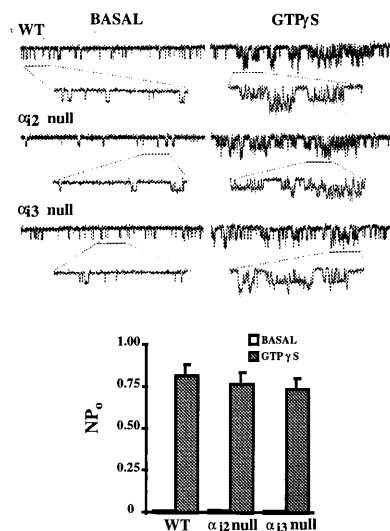 BASAL GTPγS
WT
αi2 null
αi3 null
BASAL
GTPγS
1.00
0.75
0.50
0.25
0
NPo
WT αi2 null αi3 null